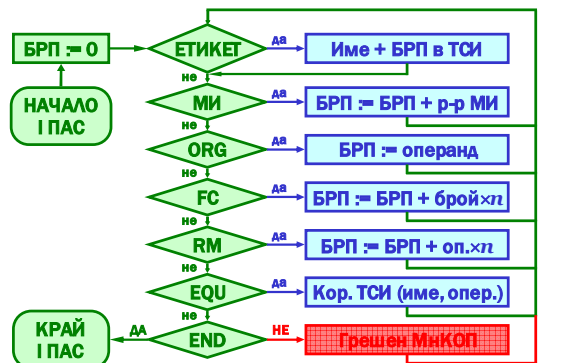 БРП := 0
ЕТИКЕТ
да
Име + БРП в ТСИ
не
НАЧАЛО
I ПАС
МИ
да
БРП := БРП + р-р МИ
не
ORG
да
БРП := операнд
не
FC
да
БРП := БРП + брой×n
не
RM
да
БРП := БРП + оп.×n
не
EQU
да
Кор. ТСИ (име, опер.)
не
КРАЙ
I ПАС
ДА
END
НЕ
Грешен МнКОП